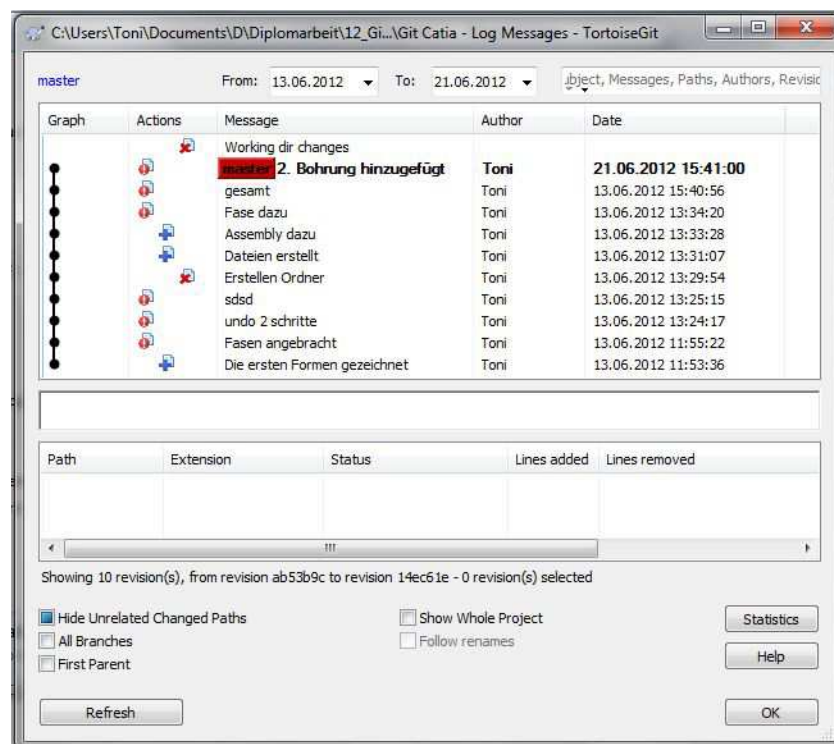 C:\Users\Toni\Documents\D\Diplomarbeit\12_Gi...\Git Catia - Log Messages - TortoiseGit
master From: 13.06.2012 To: 21.06.2012 bject, Messages, Paths, Authors, Revisic
Graph Actions Message Author Date
Working dir changes
master 2. Bohrung hinzugefügt Toni 21.06.2012 15:41:00
gesamt Toni 13.06.2012 15:40:56
Fase dazu Toni 13.06.2012 13:34:20
Assembly dazu Toni 13.06.2012 13:33:28
Dateien erstellt Toni 13.06.2012 13:31:07
Erstellen Ordner Toni 13.06.2012 13:29:54
sdsd Toni 13.06.2012 13:25:15
undo 2 schritte Toni 13.06.2012 13:24:17
Fasen angebracht Toni 13.06.2012 11:55:22
Die ersten Formen gezeichnet Toni 13.06.2012 11:53:36
Path Extension Status Lines added Lines removed
Showing 10 revision(s), from revision ab53b9c to revision 14ec61e - 0 revision(s) selected
Hide Unrelated Changed Paths Show Whole Project Statistics
All Branches Follow renames
First Parent Help
Refresh OK